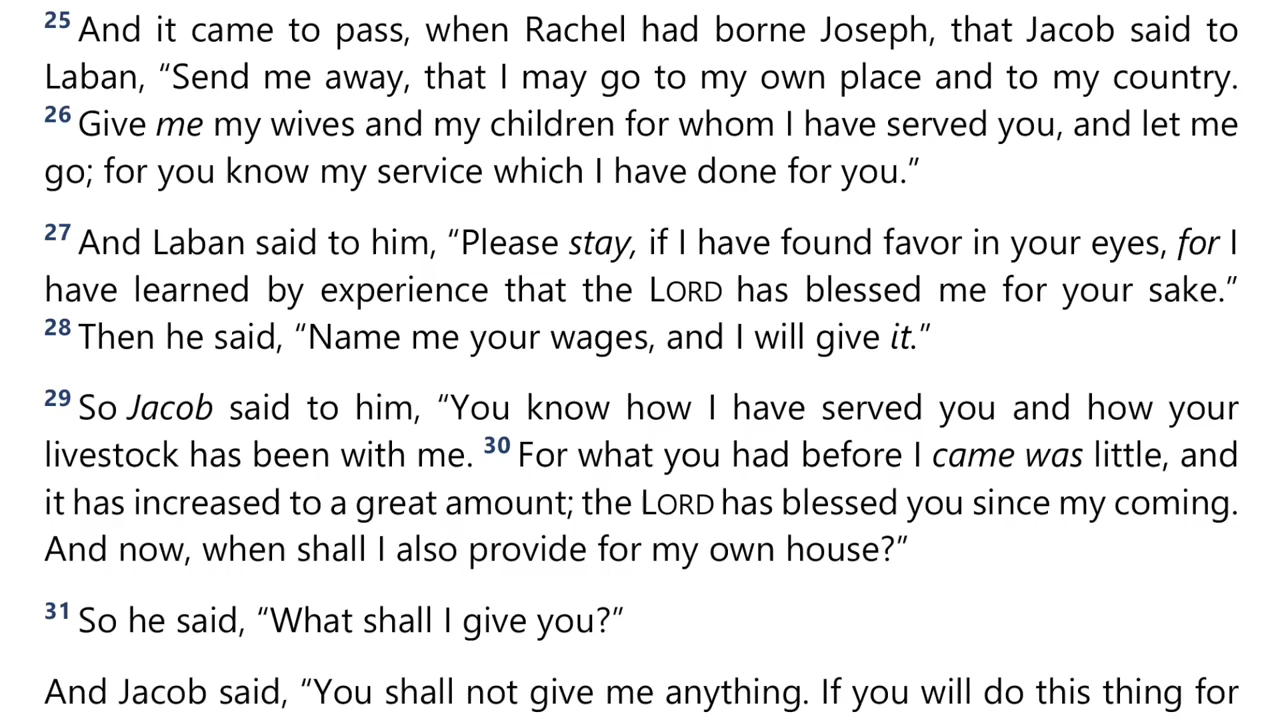 25 And it came to pass, when Rachel had borne Joseph, that Jacob said to
Laban, “Send me away, that I may go to my own place and to my country.
26 Give me my wives and my children for whom I have served you, and let me
go; for you know my service which I have done for you.”
27 And Laban said to him, “Please stay, if I have found favor in your eyes, for I
have learned by experience that the LORD has blessed me for your sake.”
28 Then he said, “Name me your wages, and I will give it.”
29 So Jacob said to him, “You know how I have served you and how your
livestock has been with me. 30 For what you had before I came was little, and
it has increased to a great amount; the LORD has blessed you since my coming.
And now, when shall I also provide for my own house?”
31 So he said, “What shall I give you?”
And Jacob said, “You shall not give me anything. If you will do this thing for